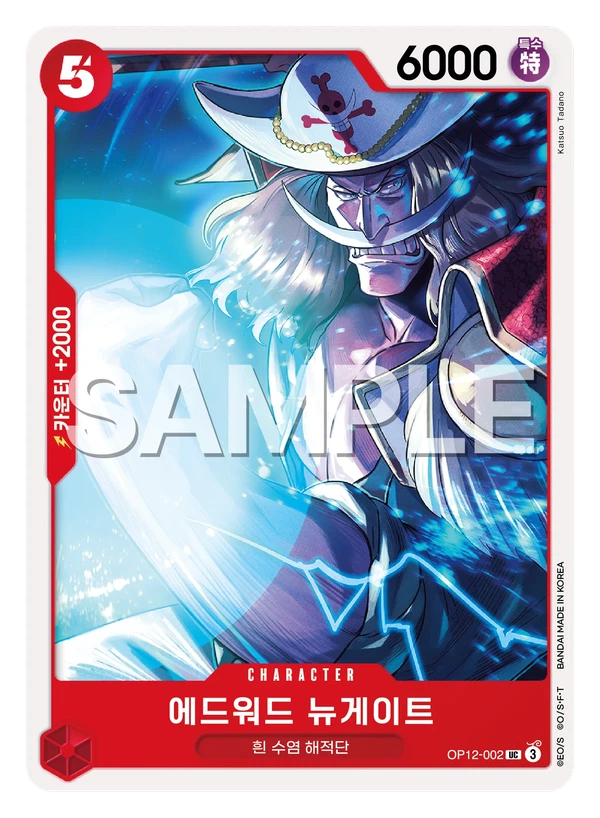 5
6000
특수
特
Katsuo Tadano
카운터 +2000
SAMPLE
BANDAI MADE IN KOREA
©EO/S ©O/S·F·T
CHARACTER
에드워드 뉴게이트
흰 수염 해적단
OP12-002 UC 3